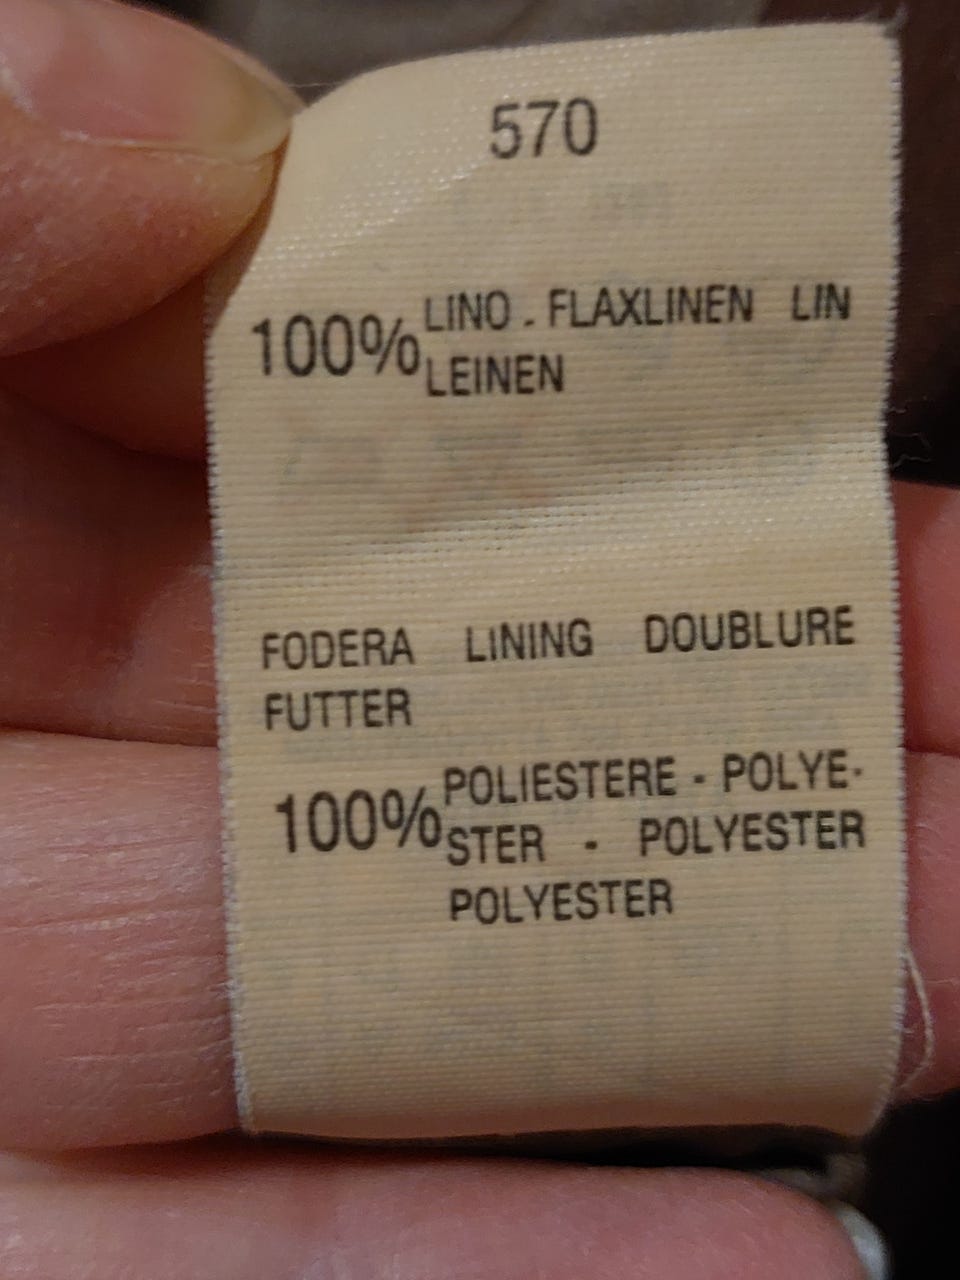 570
100% LINO . FLAXLINEN LIN
LEINEN
FODERA LINING DOUBLURE
FUTTER
100% POLIESTERE - POLYE-
STER - POLYESTER
POLYESTER